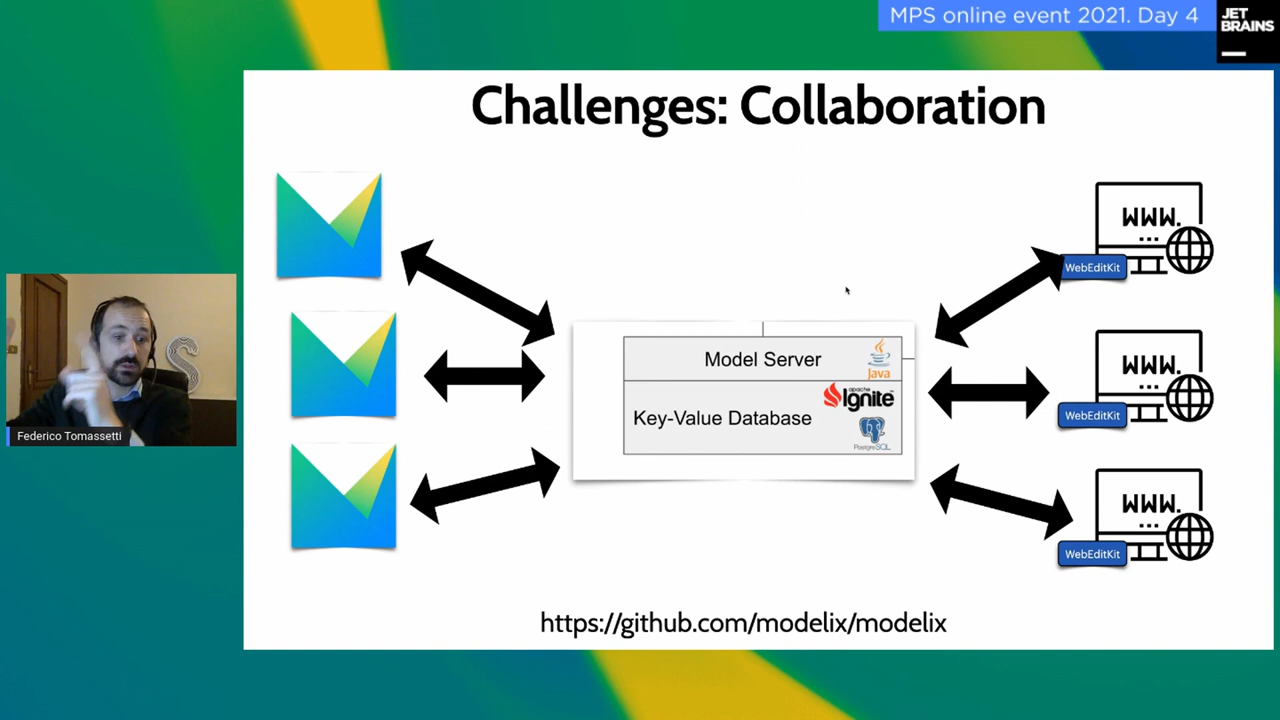 MPS online event 2021. Day 4
JET
BRAINS
Challenges: Collaboration
WWW.
WebEditKit
Model Server
Java
Key-Value Database
APACHE
Ignite
PostgreSQL
WWW.
WebEditKit
Federico Tomassetti
WWW.
WebEditKit
https://github.com/modelix/modelix